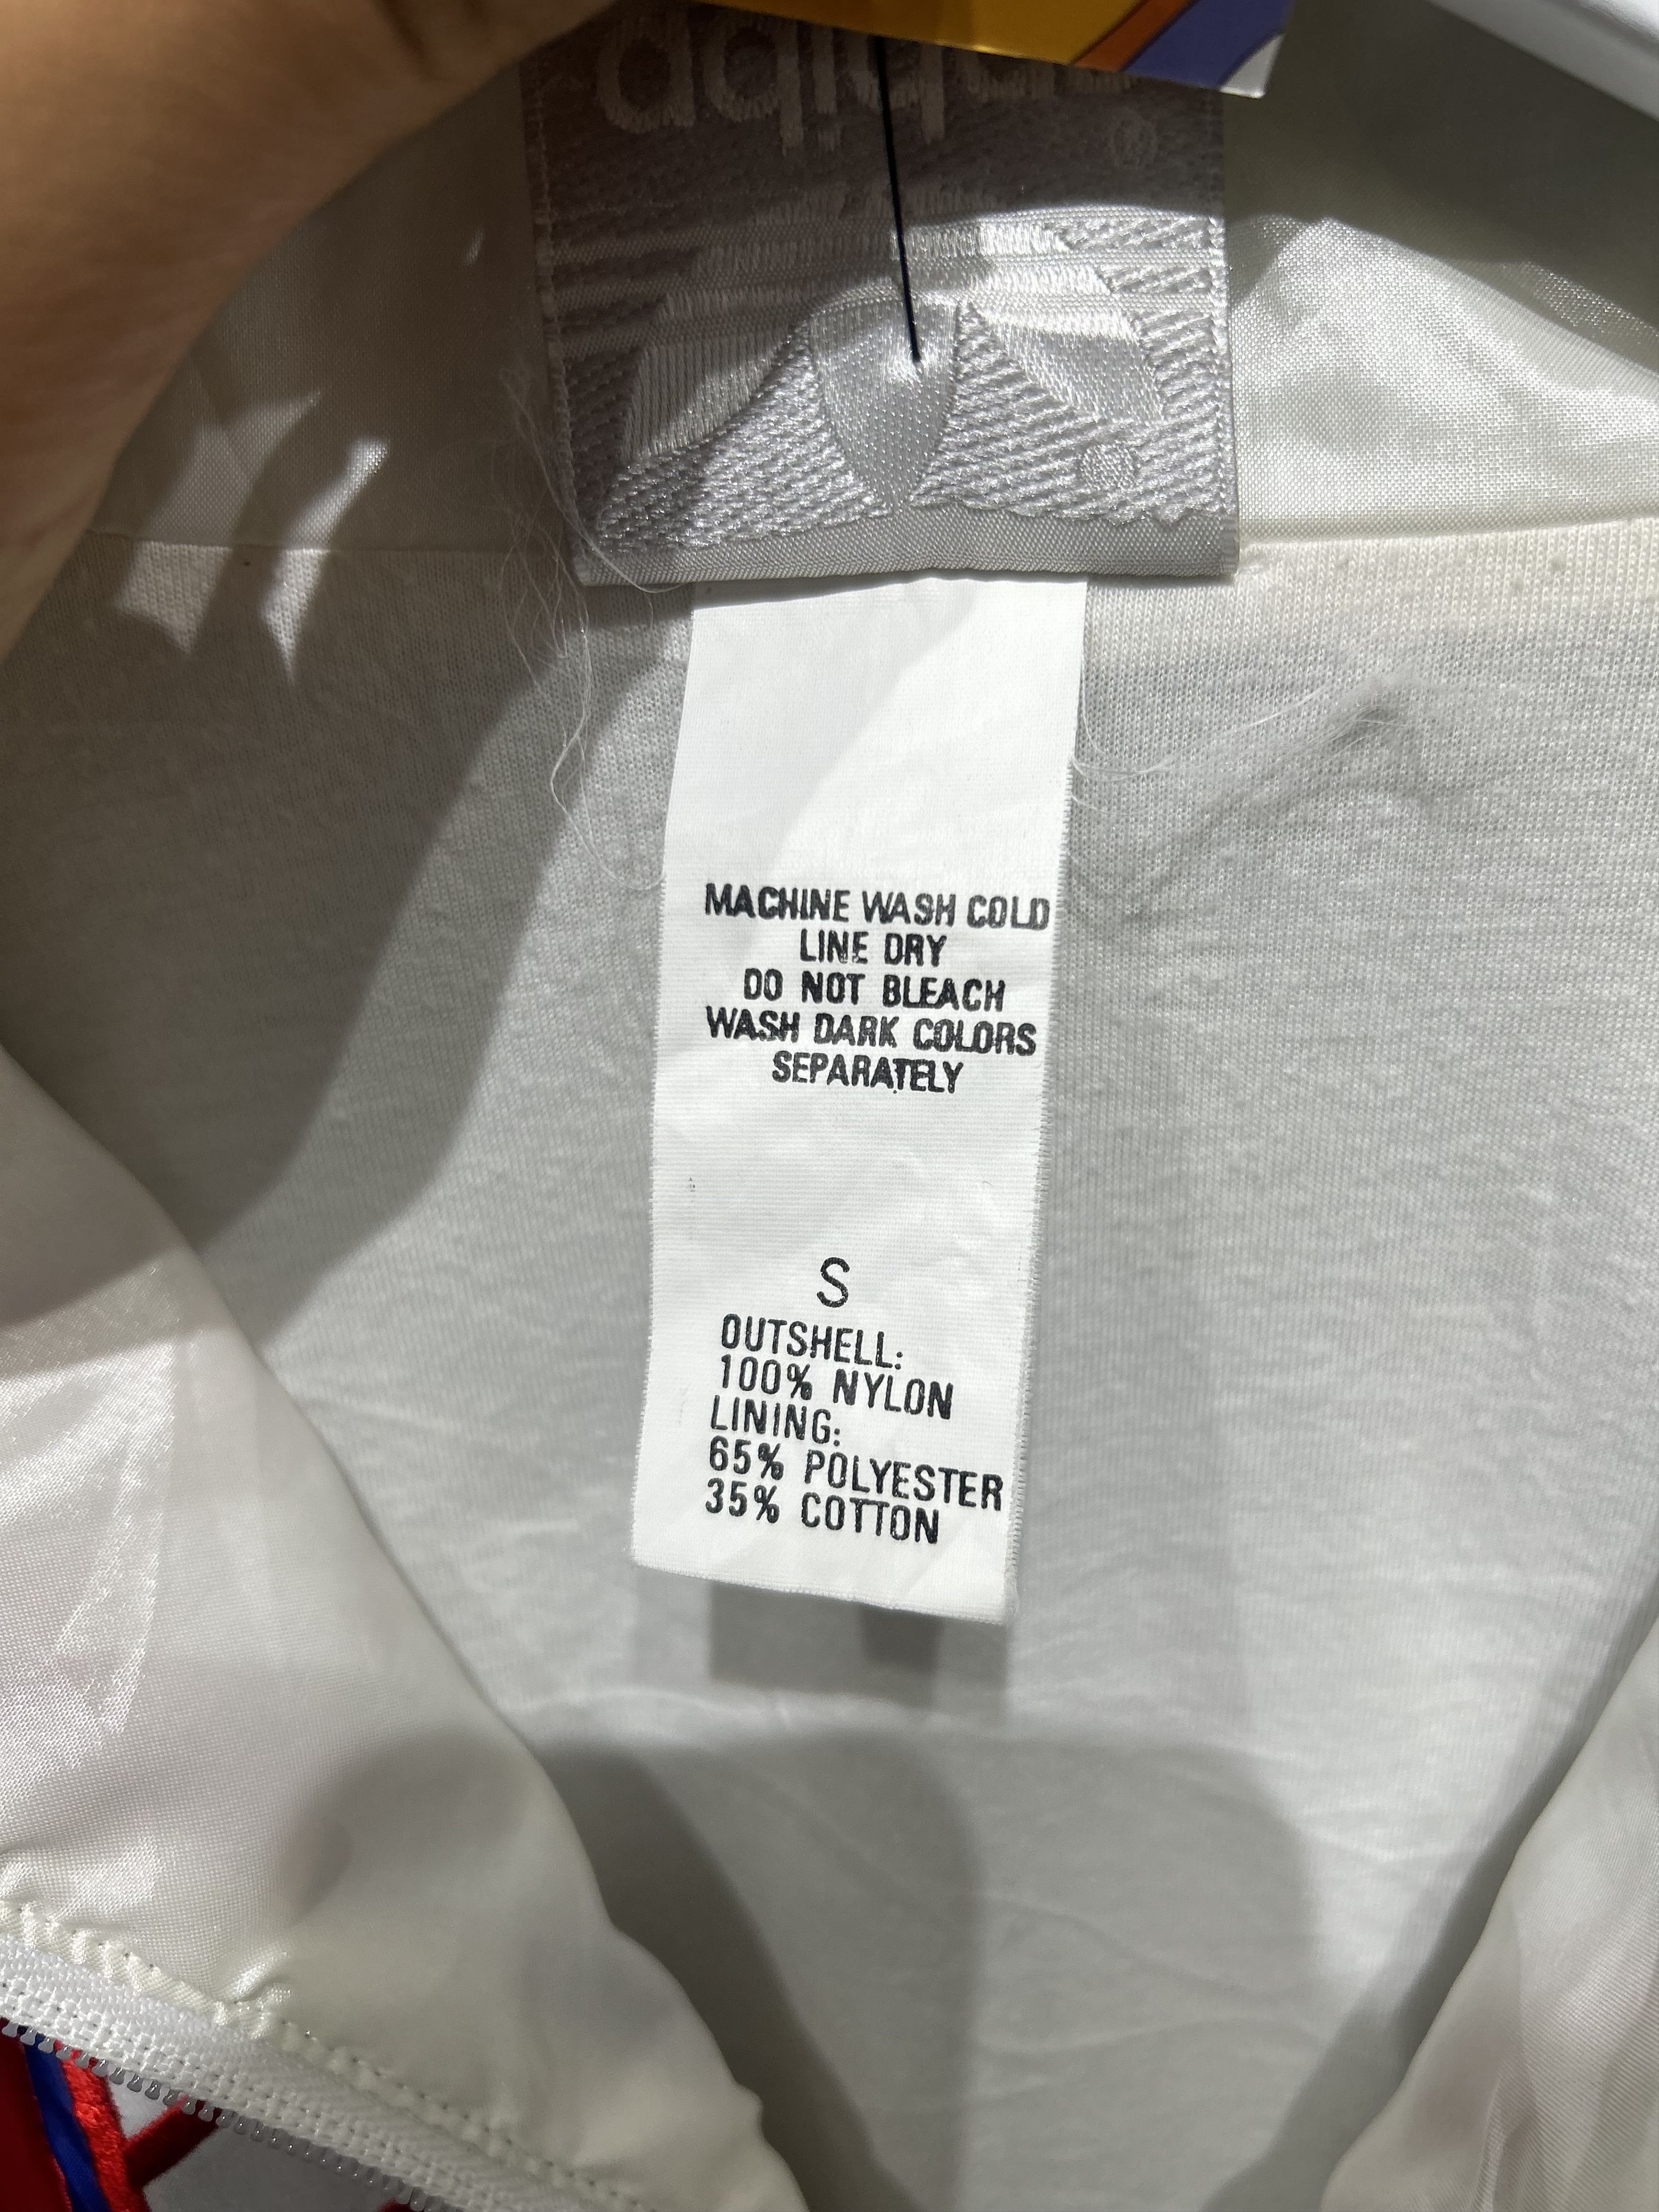 adidas
MACHINE WASH COLD
LINE DRY
DO NOT BLEACH
WASH DARK COLORS
SEPARATELY
S
OUTSHELL:
100% NYLON
LINING:
65% POLYESTER
35% COTTON